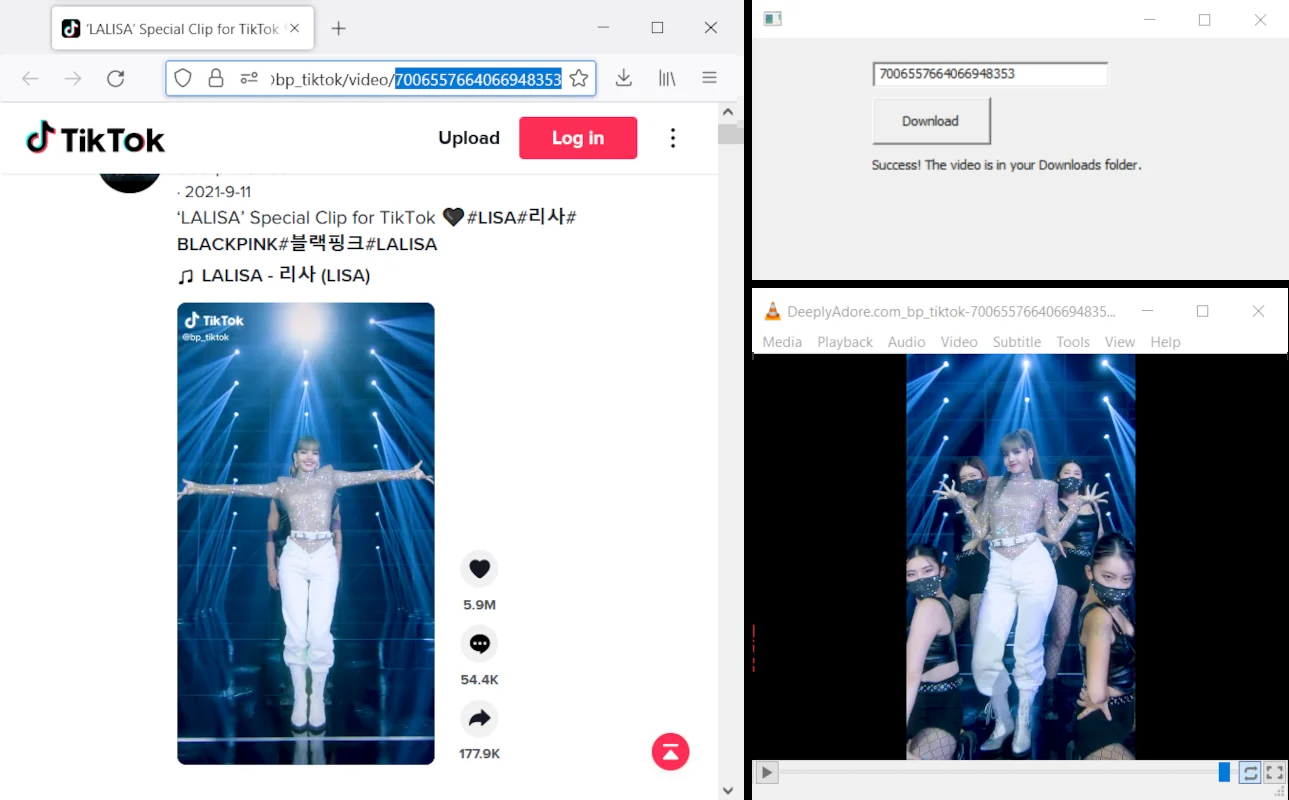 ‘LALISA’ Special Clip for TikTok
bp_tiktok/video/7006557664066948353
TikTok
Upload
Log in
· 2021-9-11
‘LALISA’ Special Clip for TikTok 🖤#LISA#리사#
BLACKPINK#블랙핑크#LALISA
♫ LALISA - 리사 (LISA)
TikTok
@bp_tiktok
5.9M
54.4K
177.9K
7006557664066948353
Download
Success! The video is in your Downloads folder.
DeeplyAdore.com_bp_tiktok-700655766406694835...
Media Playback Audio Video Subtitle Tools View Help